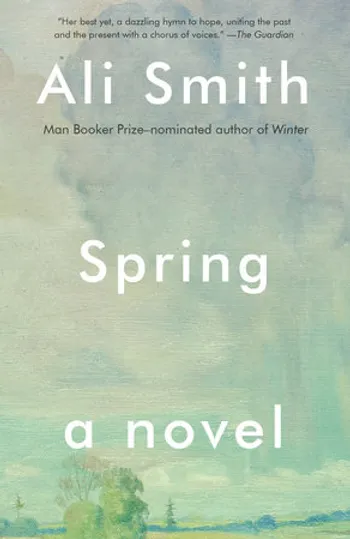 "Her best yet, a dazzling hymn to hope, uniting the past
and the present with a chorus of voices." —The Guardian
Ali Smith
Man Booker Prize–nominated author of Winter
Spring
a novel